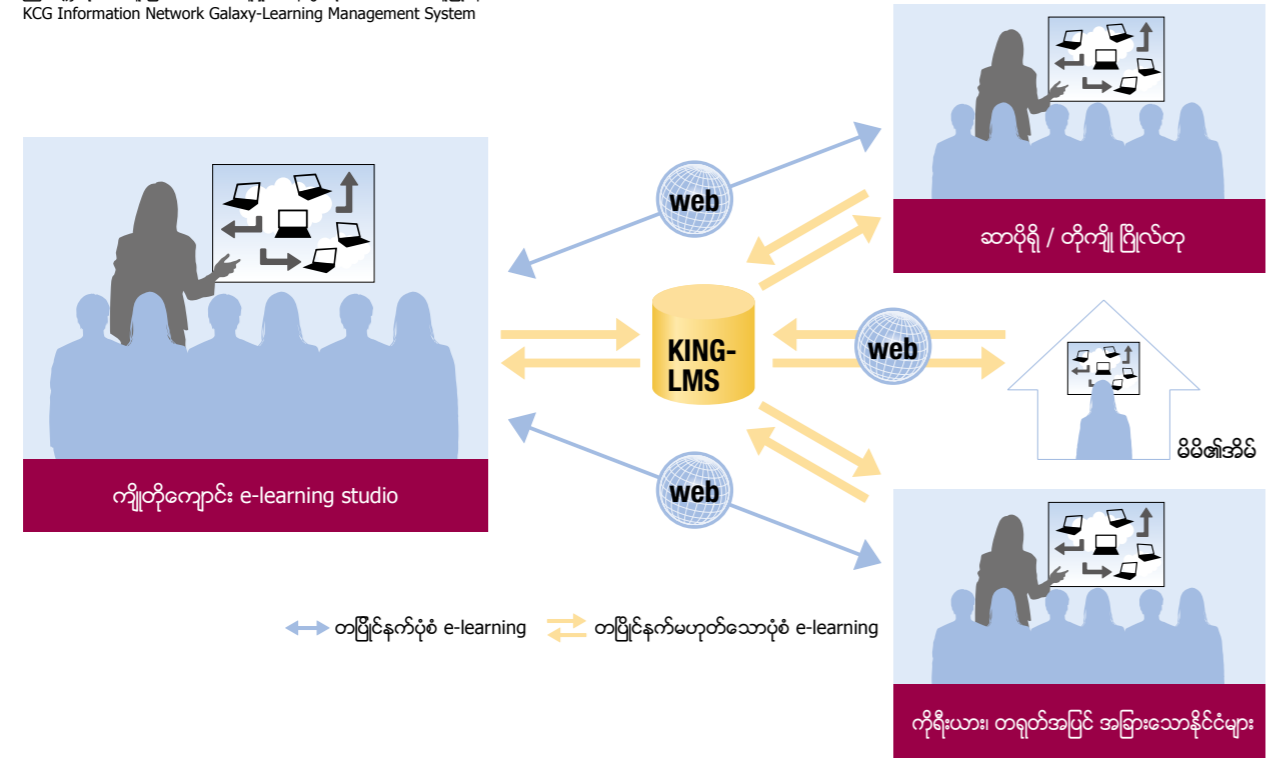 KCG Information Network Galaxy-Learning Management System
web
ဆာပိုရို / တိုကျို ဂြိုလ်တု
KING-
LMS
web
မိမိ၏အိမ်
ကျိုတိုကျောင်း e-learning studio
web
တပြိုင်နက်ပုံစံ e-learning
တပြိုင်နက်မဟုတ်သောပုံစံ e-learning
ကိုရီးယား၊ တရုတ်အပြင် အခြားသောနိုင်ငံများ